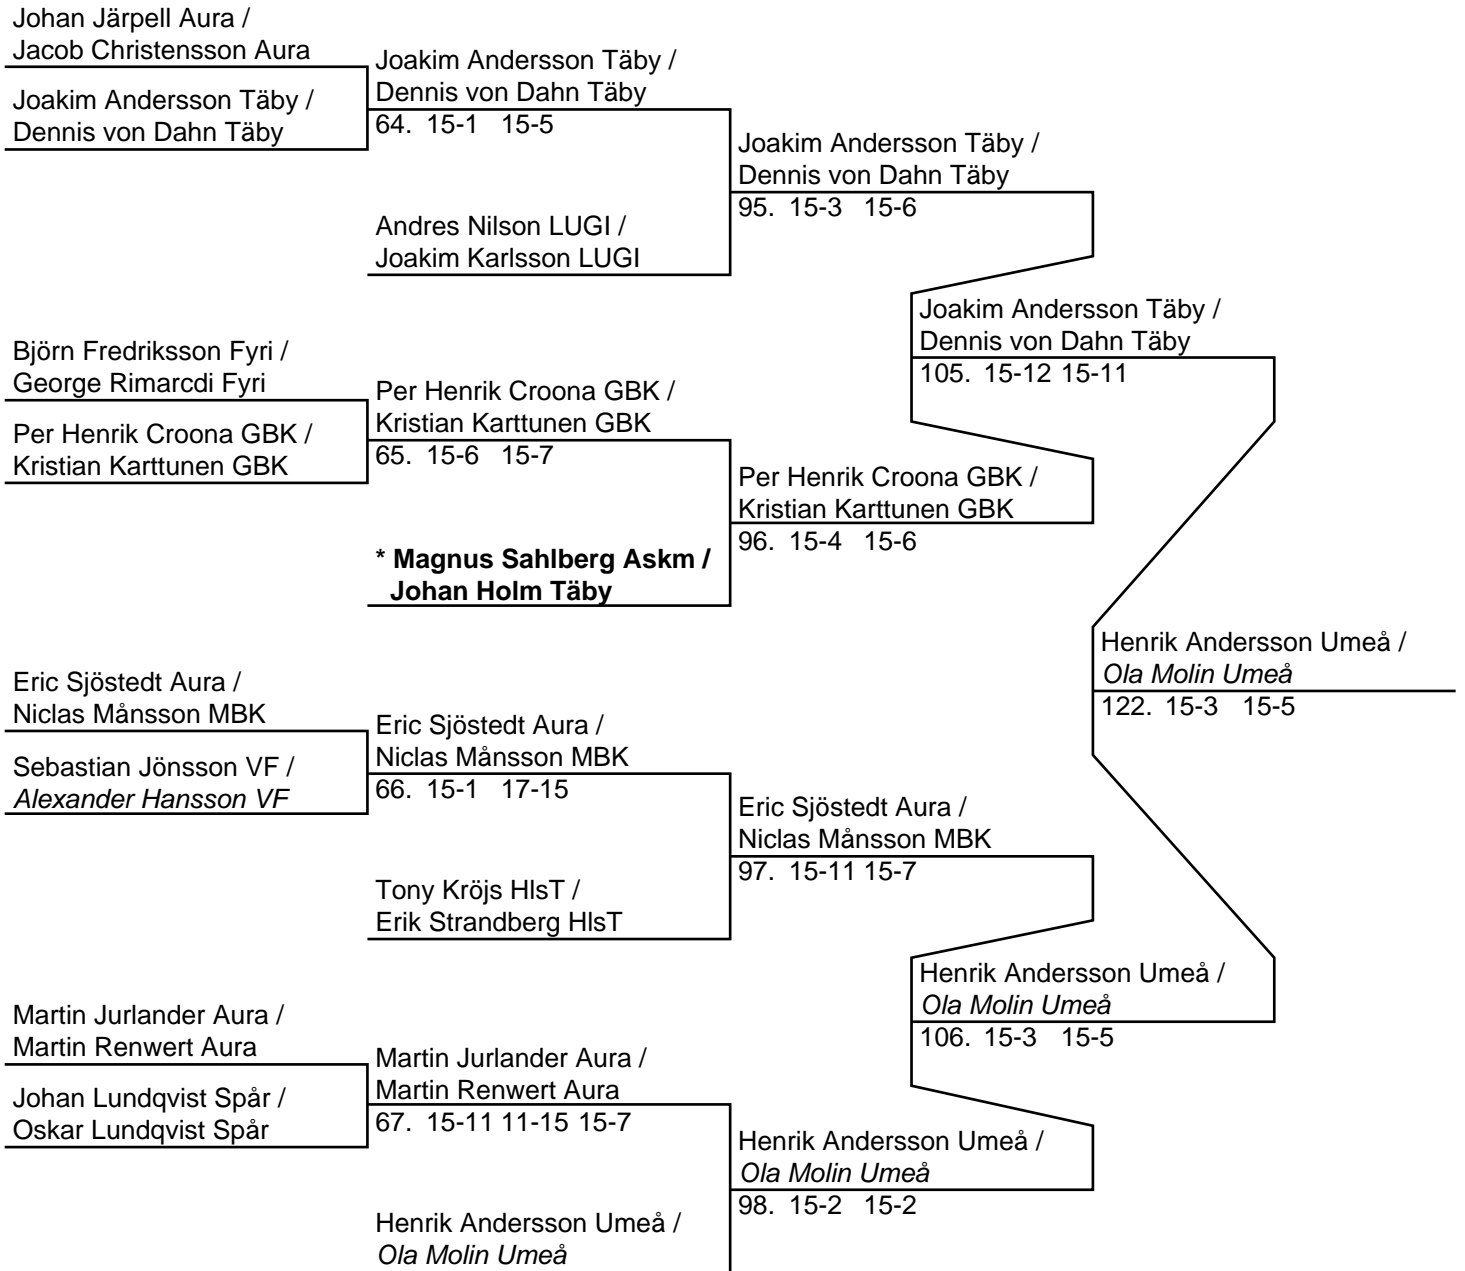 Johan Järpell Aura /
Jacob Christensson Aura
Joakim Andersson Täby /
Dennis von Dahn Täby
Björn Fredriksson Fyri /
George Rimarcdi Fyri
Per Henrik Croona GBK /
Kristian Karttunen GBK
Eric Sjöstedt Aura /
Niclas Månsson MBK
Sebastian Jönsson VF /
Alexander Hansson VF
Martin Jurlander Aura /
Martin Renwert Aura
Johan Lundqvist Spår /
Oskar Lundqvist Spår
Joakim Andersson Täby /
Dennis von Dahn Täby
64. 15-1 15-5
Andres Nilson LUGI /
Joakim Karlsson LUGI
Per Henrik Croona GBK /
Kristian Karttunen GBK
65. 15-6 15-7
* Magnus Sahlberg Askm /
Johan Holm Täby
Eric Sjöstedt Aura /
Niclas Månsson MBK
66. 15-1 17-15
Tony Kröjs HlsT /
Erik Strandberg HlsT
Martin Jurlander Aura /
Martin Renwert Aura
67. 15-11 11-15 15-7
Henrik Andersson Umeå /
Ola Molin Umeå
Joakim Andersson Täby /
Dennis von Dahn Täby
95. 15-3 15-6
Per Henrik Croona GBK /
Kristian Karttunen GBK
96. 15-4 15-6
Eric Sjöstedt Aura /
Niclas Månsson MBK
97. 15-11 15-7
Henrik Andersson Umeå /
Ola Molin Umeå
98. 15-2 15-2
Joakim Andersson Täby /
Dennis von Dahn Täby
105. 15-12 15-11
Henrik Andersson Umeå /
Ola Molin Umeå
106. 15-3 15-5
Henrik Andersson Umeå /
Ola Molin Umeå
122. 15-3 15-5